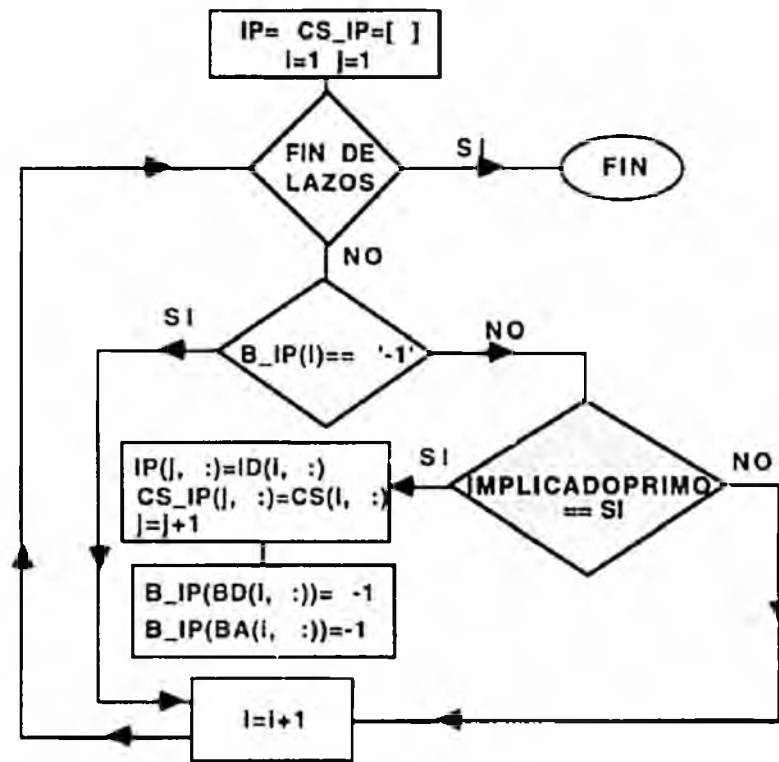 IP= CS_IP=[ ]
i=1 j=1
FIN DE
LAZOS
SI
FIN
NO
SI
B_IP(i)== '-1'
NO
IP(j, :)=ID(i, :)
CS_IP(j, :)=CS(i, :)
j=j+1
SI
IMPLICADOPRIMO
== SI
NO
B_IP(BD(i, :))= -1
B_IP(BA(i, :))=-1
i=i+1